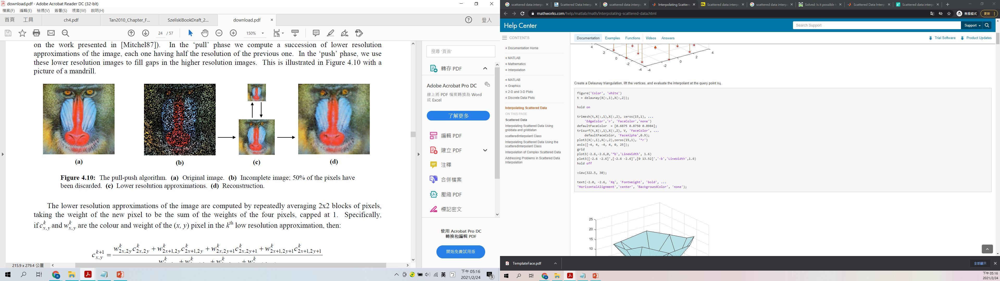 download.pdf - Adobe Acrobat Reader DC (32-bit)
檔案(F) 編輯(E) 檢視(V) 簽署(S) 視窗(W) 說明(H)
首頁 工具 ch4.pdf Tan2010_Chapter_F... SzeliskiBookDraft_2... download.pdf × 登入
24 / 57 150%
on the work presented in [Mitchel87]). In the ‘pull’ phase we compute a succession of lower resolution
approximations of the image, each one having half the resolution of the previous one. In the ‘push’ phase, we use
these lower resolution images to fill gaps in the higher resolution images. This is illustrated in Figure 4.10 with a
picture of a mandrill.
(a) (b) (c) (d)
Figure 4.10: The pull-push algorithm. (a) Original image. (b) Incomplete image; 50% of the pixels have
been discarded. (c) Lower resolution approximations. (d) Reconstruction.
The lower resolution approximations of the image are computed by repeatedly averaging 2x2 blocks of pixels,
taking the weight of the new pixel to be the sum of the weights of the four pixels, capped at 1. Specifically,
if c^k_{x,y} and w^k_{x,y} are the colour and weight of the (x, y) pixel in the k^th low resolution approximation, then:
c^{k+1}_{x,y} = w^k_{2x,2y} c^k_{2x,2y} + w^k_{2x+1,2y} c^k_{2x+1,2y} + w^k_{2x,2y+1} c^k_{2x,2y+1} + w^k_{2x+1,2y+1} c^k_{2x+1,2y+1}
215.9 x 279.4 公厘
搜尋 '頁首'
轉存 PDF
Adobe Acrobat Pro DC
線上將 PDF 檔案轉換為 Word
或 Excel
了解更多
編輯 PDF
建立 PDF
注釋
合併檔案
壓縮 PDF
標記密文
使用 Acrobat Pro DC
轉換和編輯 PDF
開始免費試用版
英 下午 05:16
2021/2/24
3
scattered data interpo Scattered Data Interp scattered data interpo Interpolating Scattere Scattered data interpo scattered data interpo Solved: Is it possible t Scattered Data Interp Scattered data interp
mathworks.com/help/matlab/math/interpolating-scattered-data.html 無痕模式 更新
Help Center Search Support Support
CONTENTS
Documentation Examples Functions Videos Answers Trial Software Product Updates
« Documentation Home
« MATLAB
« Mathematics
« Interpolation
« MATLAB
« Graphics
« 2-D and 3-D Plots
« Discrete Data Plots
Interpolating Scattered Data
ON THIS PAGE
Scattered Data
Interpolating Scattered Data Using
griddata and griddatan
scatteredInterpolant Class
Interpolating Scattered Data Using the
scatteredInterpolant Class
Interpolation of Complex Scattered Data
Addressing Problems in Scattered Data
Interpolation
4 2 0 -2 -4 -4 -2 0 2 4
Create a Delaunay triangulation, lift the vertices, and evaluate the interpolant at the query point Xq.
figure('Color', 'white')
t = delaunay(X(:,1),X(:,2));
hold on
trimesh(t,X(:,1),X(:,2), zeros(15,1), ...
'EdgeColor','r', 'FaceColor','none')
defaultFaceColor = [0.6875 0.8750 0.8984];
trisurf(t,X(:,1),X(:,2), V, 'FaceColor', ...
defaultFaceColor, 'FaceAlpha',0.9);
plot3(X(:,1),X(:,2),zeros(15,1), '*r')
axis([-4, 4, -4, 4, 0, 25]);
grid
plot3(-2.6,-2.6,0,'*b','LineWidth', 1.6)
plot3([-2.6 -2.6]',[-2.6 -2.6]',[0 13.52]','-b','LineWidth',1.6)
hold off
view(322.5, 30);
text(-2.0, -2.6, 'Xq', 'FontWeight', 'bold', ...
'HorizontalAlignment','center', 'BackgroundColor', 'none');
25
20
15
10
TemplateFace.pdf 全部顯示
下午 05:16
2021/2/24